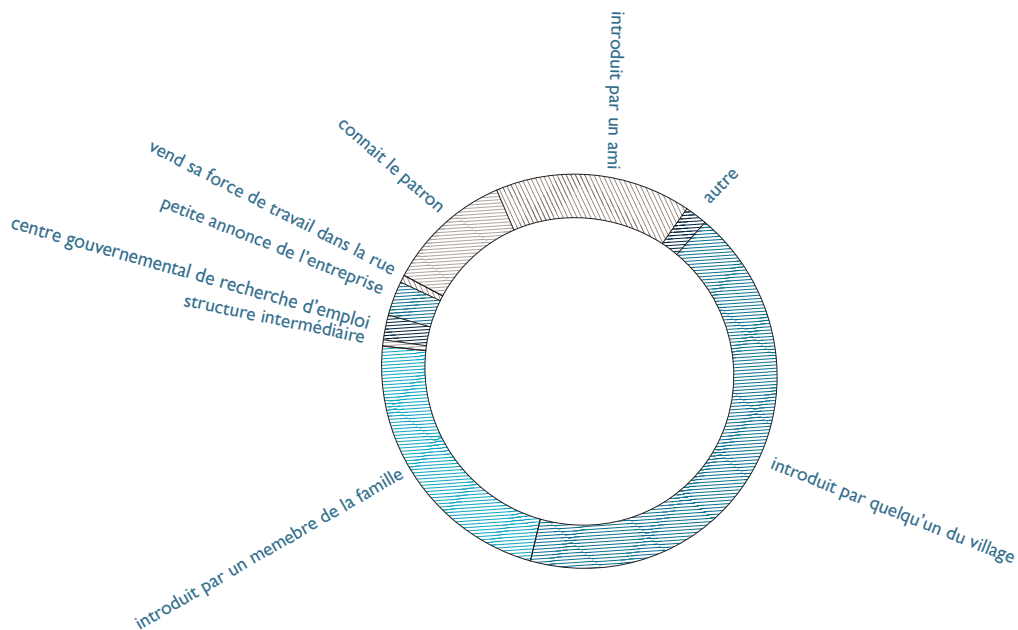 introduit par un ami
autre
connait le patron
vend sa force de travail dans la rue
petite annonce de l'entreprise
centre gouvernemental de recherche d'emploi
structure intermédiaire
introduit par un memebre de la famille
introduit par quelqu'un du village